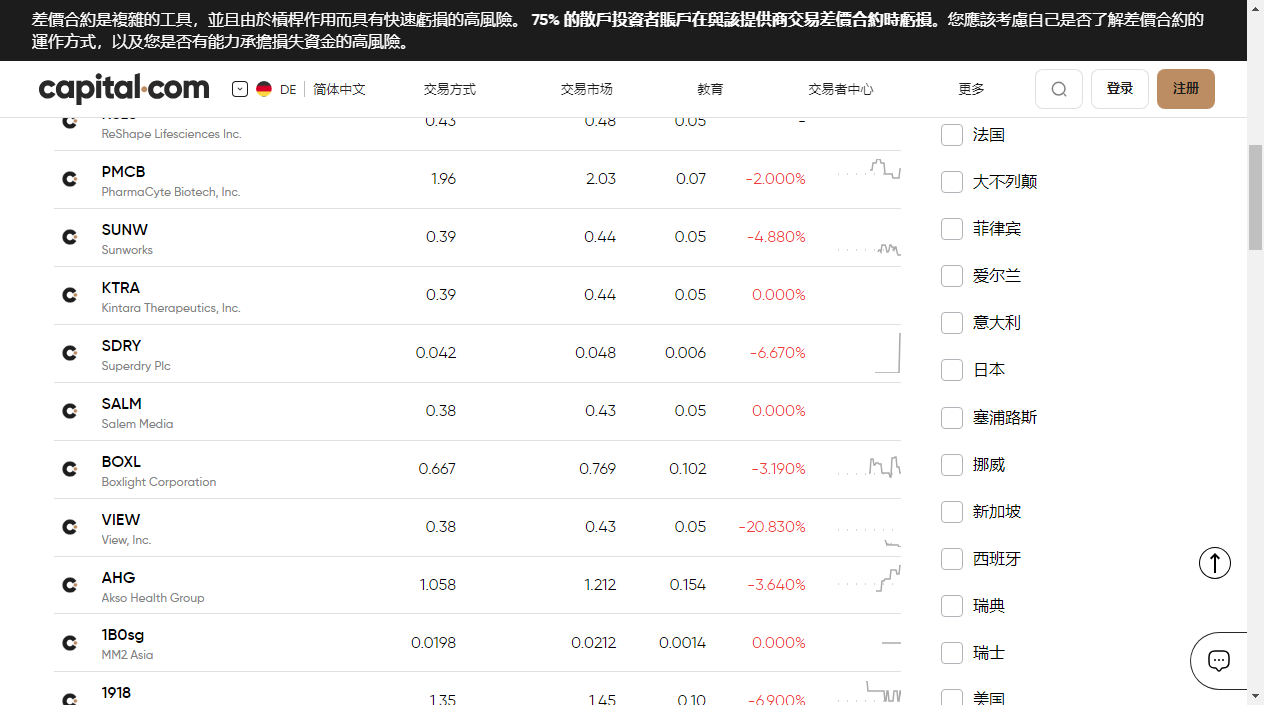 差價合約是複雜的工具，並且由於槓桿作用而具有快速虧損的高風險。 75% 的散戶投資者賬戶在與該提供商交易差價合約時虧損。您應該考慮自己是否了解差價合約的
運作方式，以及您是否有能力承擔損失資金的高風險。
capital.com DE 简体中文 交易方式 交易市场 教育 交易者中心 更多 登录 注册
0.43 0.48 0.05 -
ReShape Lifesciences Inc.
法国
PMCB
PharmaCyte Biotech, Inc.
1.96 2.03 0.07 -2.000%
大不列颠
SUNW
Sunworks
0.39 0.44 0.05 -4.880%
菲律宾
KTRA
Kintara Therapeutics, Inc.
0.39 0.44 0.05 0.000%
爱尔兰
意大利
SDRY
Superdry Plc
0.042 0.048 0.006 -6.670%
日本
SALM
Salem Media
0.38 0.43 0.05 0.000%
塞浦路斯
BOXL
Boxlight Corporation
0.667 0.769 0.102 -3.190%
挪威
VIEW
View, Inc.
0.38 0.43 0.05 -20.830%
新加坡
西班牙
AHG
Akso Health Group
1.058 1.212 0.154 -3.640%
瑞典
1B0sg
MM2 Asia
0.0198 0.0212 0.0014 0.000%
瑞士
1918
1.35 1.45 0.10 -6.900%
美国